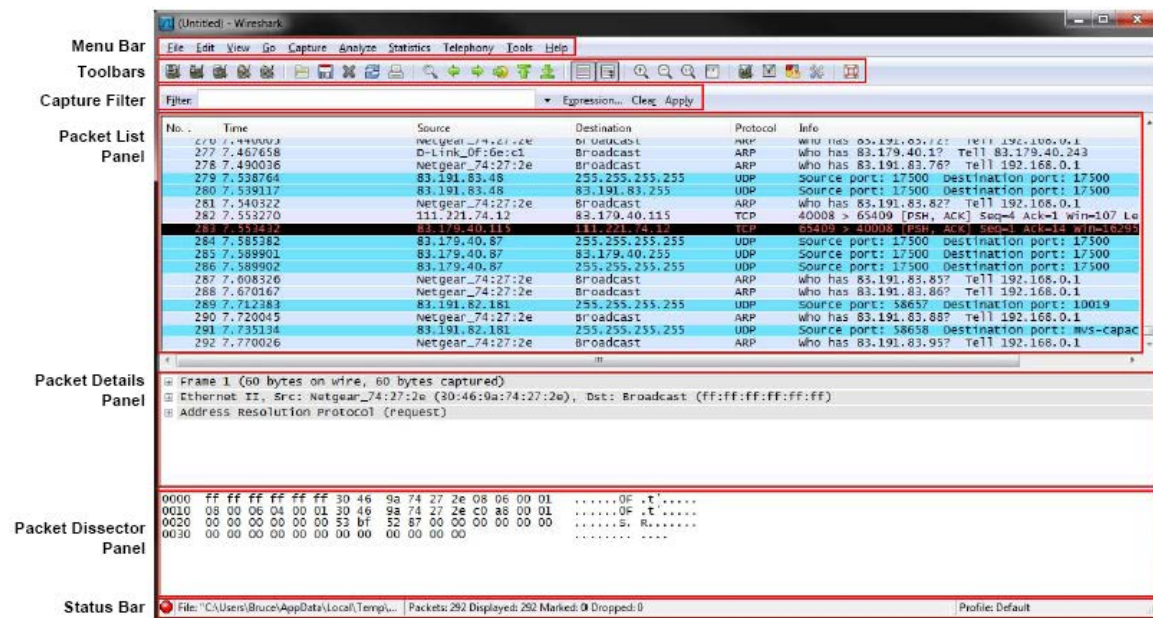 (Untitled) - Wireshark
Menu Bar
File Edit View Go Capture Analyze Statistics Telephony Tools Help
Toolbars
Capture Filter
Filter: Expression... Clear Apply
Packet List Panel
No. . Time Source Destination Protocol Info
276 7.440003 Netgear_74:27:2e Broadcast ARP who has 83.191.83.72? Tell 192.168.0.1
277 7.467658 D-Link_0f:6e:c1 Broadcast ARP who has 83.179.40.1? Tell 83.179.40.243
278 7.490036 Netgear_74:27:2e Broadcast ARP who has 83.191.83.76? Tell 192.168.0.1
279 7.538764 83.191.83.48 255.255.255.255 UDP Source port: 17500 Destination port: 17500
280 7.539117 83.191.83.48 83.191.83.255 UDP Source port: 17500 Destination port: 17500
281 7.540322 Netgear_74:27:2e Broadcast ARP who has 83.191.83.82? Tell 192.168.0.1
282 7.553270 111.221.74.12 83.179.40.115 TCP 40008 > 65409 [PSH, ACK] Seq=4 Ack=1 Win=107 Le
283 7.553432 83.179.40.115 111.221.74.12 TCP 65409 > 40008 [PSH, ACK] Seq=1 Ack=14 Win=16295
284 7.585382 83.179.40.87 255.255.255.255 UDP Source port: 17500 Destination port: 17500
285 7.589901 83.179.40.87 83.179.40.255 UDP Source port: 17500 Destination port: 17500
286 7.589902 83.179.40.87 255.255.255.255 UDP Source port: 17500 Destination port: 17500
287 7.608326 Netgear_74:27:2e Broadcast ARP who has 83.191.83.85? Tell 192.168.0.1
288 7.670167 Netgear_74:27:2e Broadcast ARP who has 83.191.83.86? Tell 192.168.0.1
289 7.712383 83.191.82.181 255.255.255.255 UDP Source port: 58657 Destination port: 10019
290 7.720045 Netgear_74:27:2e Broadcast ARP who has 83.191.83.88? Tell 192.168.0.1
291 7.735134 83.191.82.181 255.255.255.255 UDP Source port: 58658 Destination port: mvs-capac
292 7.770026 Netgear_74:27:2e Broadcast ARP who has 83.191.83.95? Tell 192.168.0.1
Packet Details Panel
Frame 1 (60 bytes on wire, 60 bytes captured)
Ethernet II, Src: Netgear_74:27:2e (30:46:9a:74:27:2e), Dst: Broadcast (ff:ff:ff:ff:ff:ff)
Address Resolution Protocol (request)
Packet Dissector Panel
0000 ff ff ff ff ff ff 30 46 9a 74 27 2e 08 06 00 01 ......0F .t'.....
0010 08 00 06 04 00 01 30 46 9a 74 27 2e c0 a8 00 01 ......0F .t'.....
0020 00 00 00 00 00 00 53 bf 52 87 00 00 00 00 00 00 ......S. R.......
0030 00 00 00 00 00 00 00 00 00 00 00 00 ........ ....
Status Bar
File: "C:\Users\Bruce\AppData\Local\Temp\... Packets: 292 Displayed: 292 Marked: 0 Dropped: 0 Profile: Default